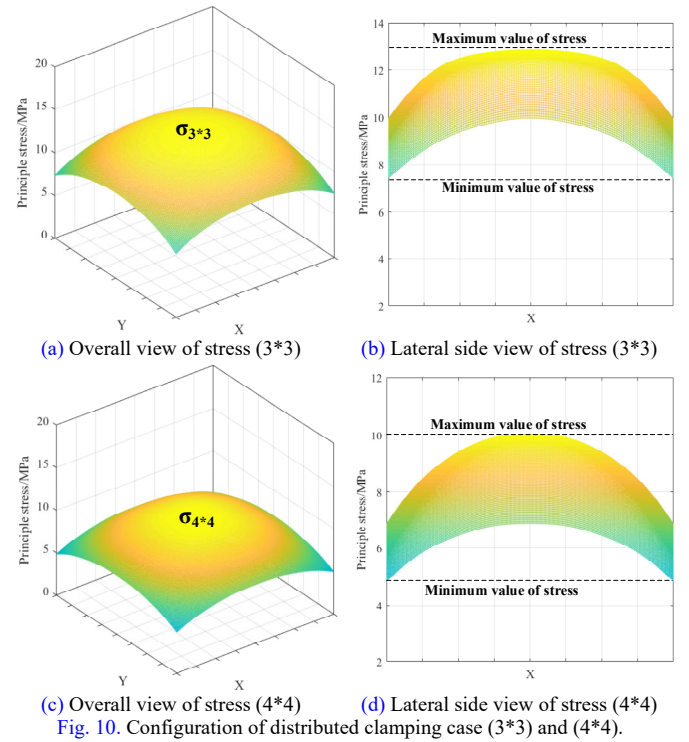 20
15
10
5
0
Principle stress/MPa
σ3*3
Y
X
14
12
10
8
6
4
2
Principle stress/MPa
Maximum value of stress
Minimum value of stress
X
(a) Overall view of stress (3*3)
(b) Lateral side view of stress (3*3)
20
15
10
5
0
Principle stress/MPa
σ4*4
Y
X
12
10
8
6
4
2
Principle stress/MPa
Maximum value of stress
Minimum value of stress
X
(c) Overall view of stress (4*4)
(d) Lateral side view of stress (4*4)
Fig. 10. Configuration of distributed clamping case (3*3) and (4*4).